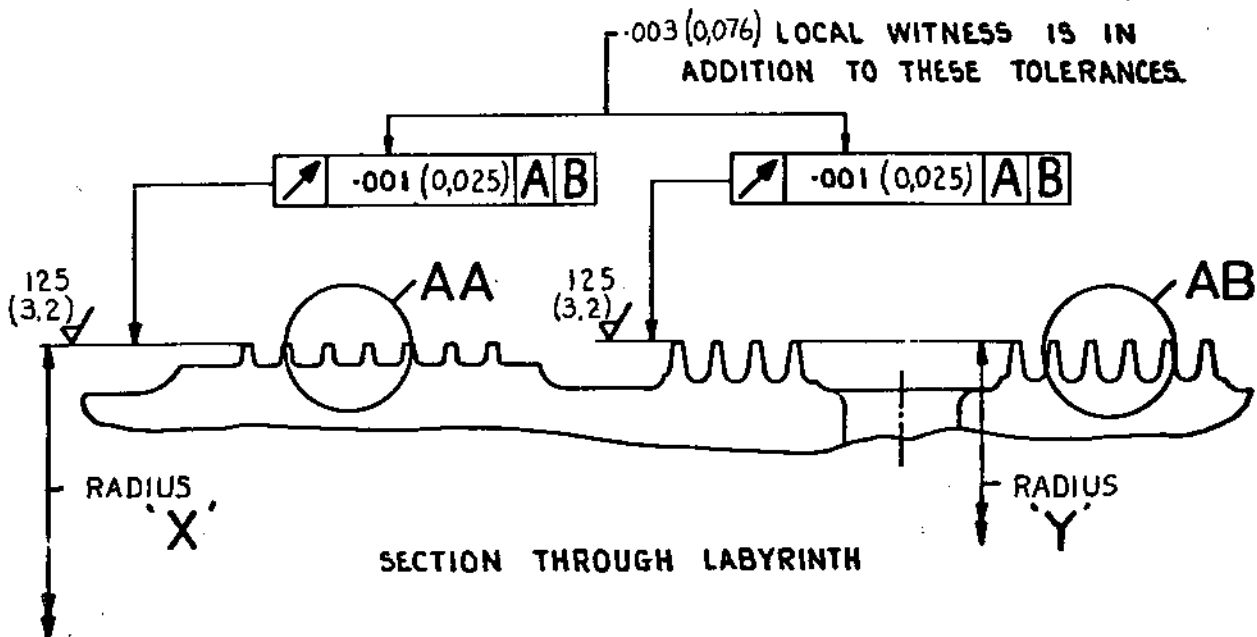 .003 (0,076) LOCAL WITNESS IS IN
ADDITION TO THESE TOLERANCES.
.001 (0,025) A B
.001 (0,025) A B
125
(3,2)
AA
125
(3,2)
AB
RADIUS
'X'
RADIUS
'Y'
SECTION THROUGH LABYRINTH